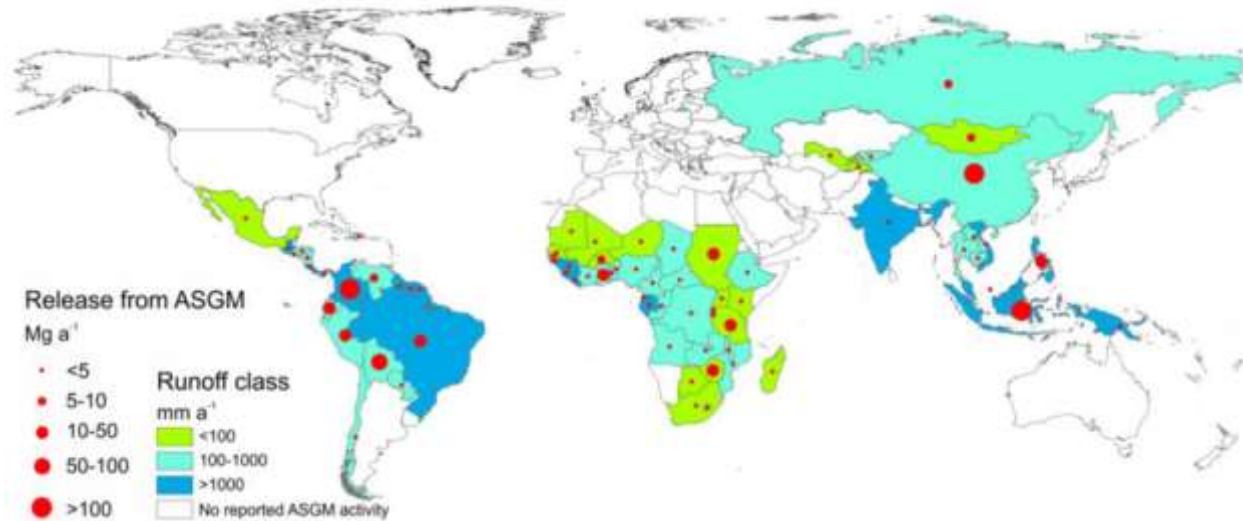 Release from ASGM
Mg a⁻¹
<5
5-10
10-50
50-100
>100
Runoff class
mm a⁻¹
<100
100-1000
>1000
No reported ASGM activity